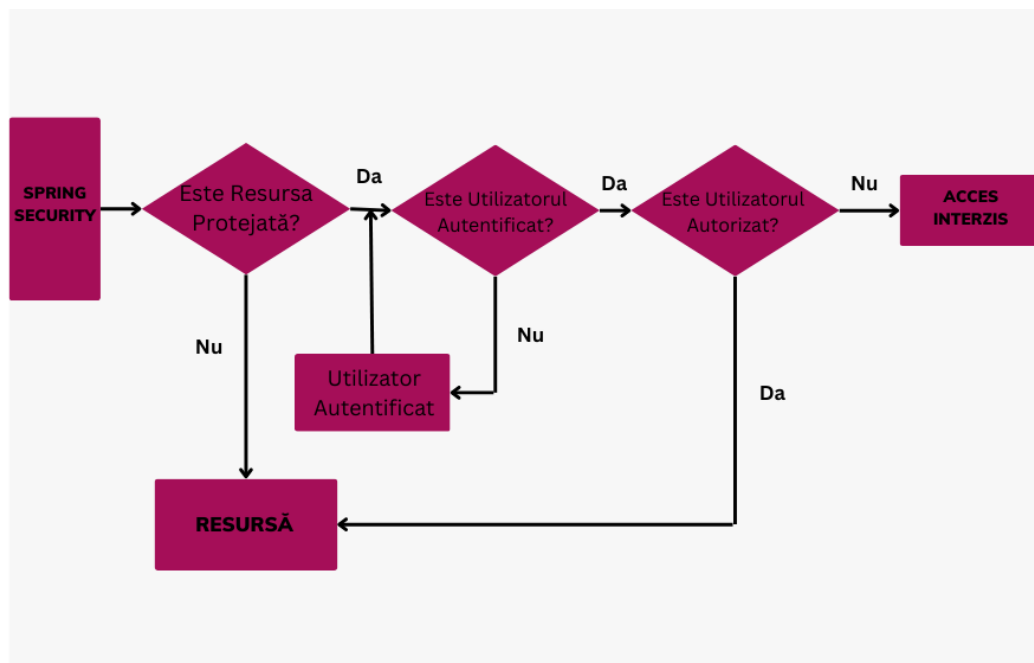 SPRING
SECURITY
Este Resursa
Protejată?
Da
Este Utilizatorul
Autentificat?
Da
Este Utilizatorul
Autorizat?
Nu
ACCES
INTERZIS
Nu
Utilizator
Autentificat
Nu
Da
RESURSĂ